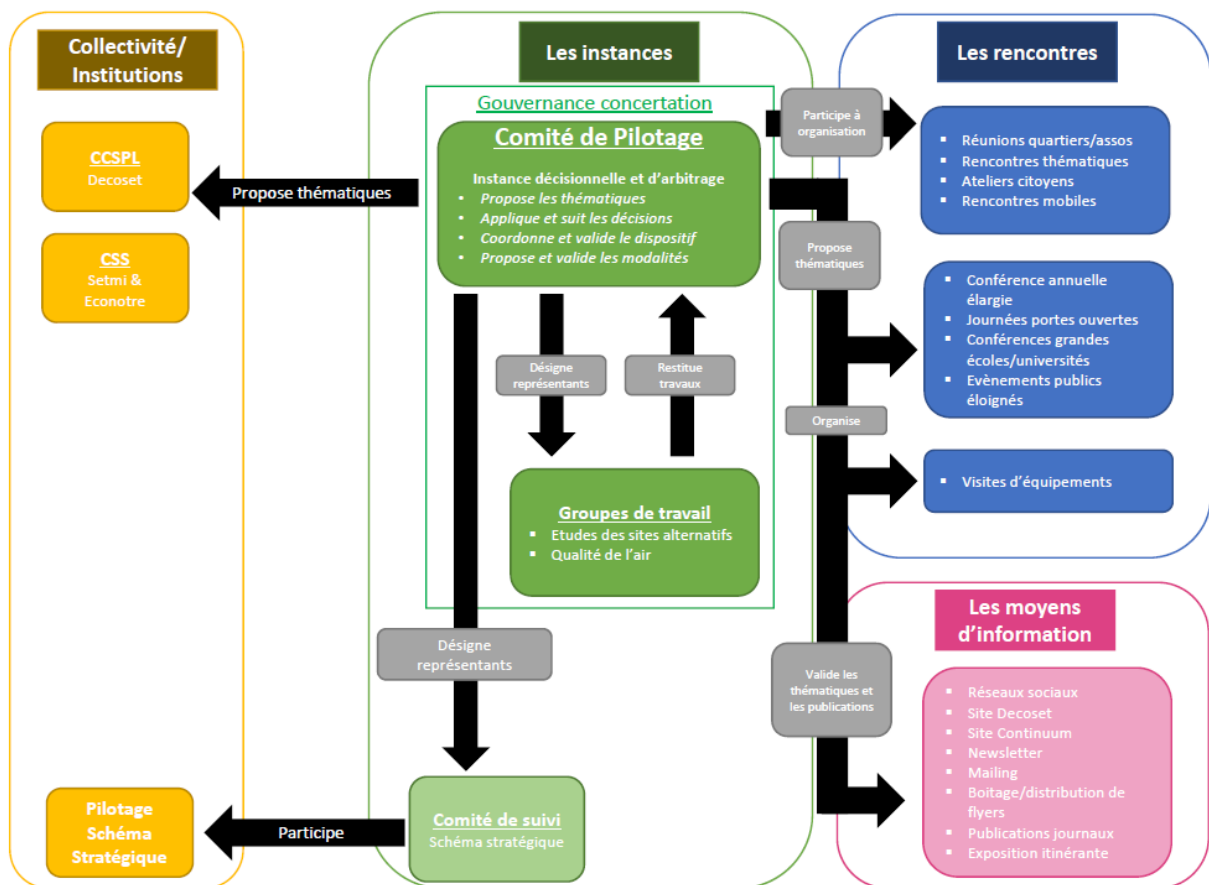 Collectivité/
Institutions
CCSPL
Decoset
CSS
Setmi &
Econotre
Pilotage
Schéma
Stratégique
Propose thématiques
Participe
Les instances
Gouvernance concertation
Comité de Pilotage
Instance décisionnelle et d'arbitrage
• Propose les thématiques
• Applique et suit les décisions
• Coordonne et valide le dispositif
• Propose et valide les modalités
Désigne
représentants
Restitue
travaux
Groupes de travail
▪ Etudes des sites alternatifs
▪ Qualité de l'air
Désigne
représentants
Comité de suivi
Schéma stratégique
Participe à
organisation
Propose
thématiques
Organise
Valide les
thématiques et
les publications
Les rencontres
▪ Réunions quartiers/assos
▪ Rencontres thématiques
▪ Ateliers citoyens
▪ Rencontres mobiles
▪ Conférence annuelle
élargie
▪ Journées portes ouvertes
▪ Conférences grandes
écoles/universités
▪ Evènements publics
éloignés
▪ Visites d'équipements
Les moyens
d'information
▪ Réseaux sociaux
▪ Site Decoset
▪ Site Continuum
▪ Newsletter
▪ Mailing
▪ Boitage/distribution de
flyers
▪ Publications journaux
▪ Exposition itinérante